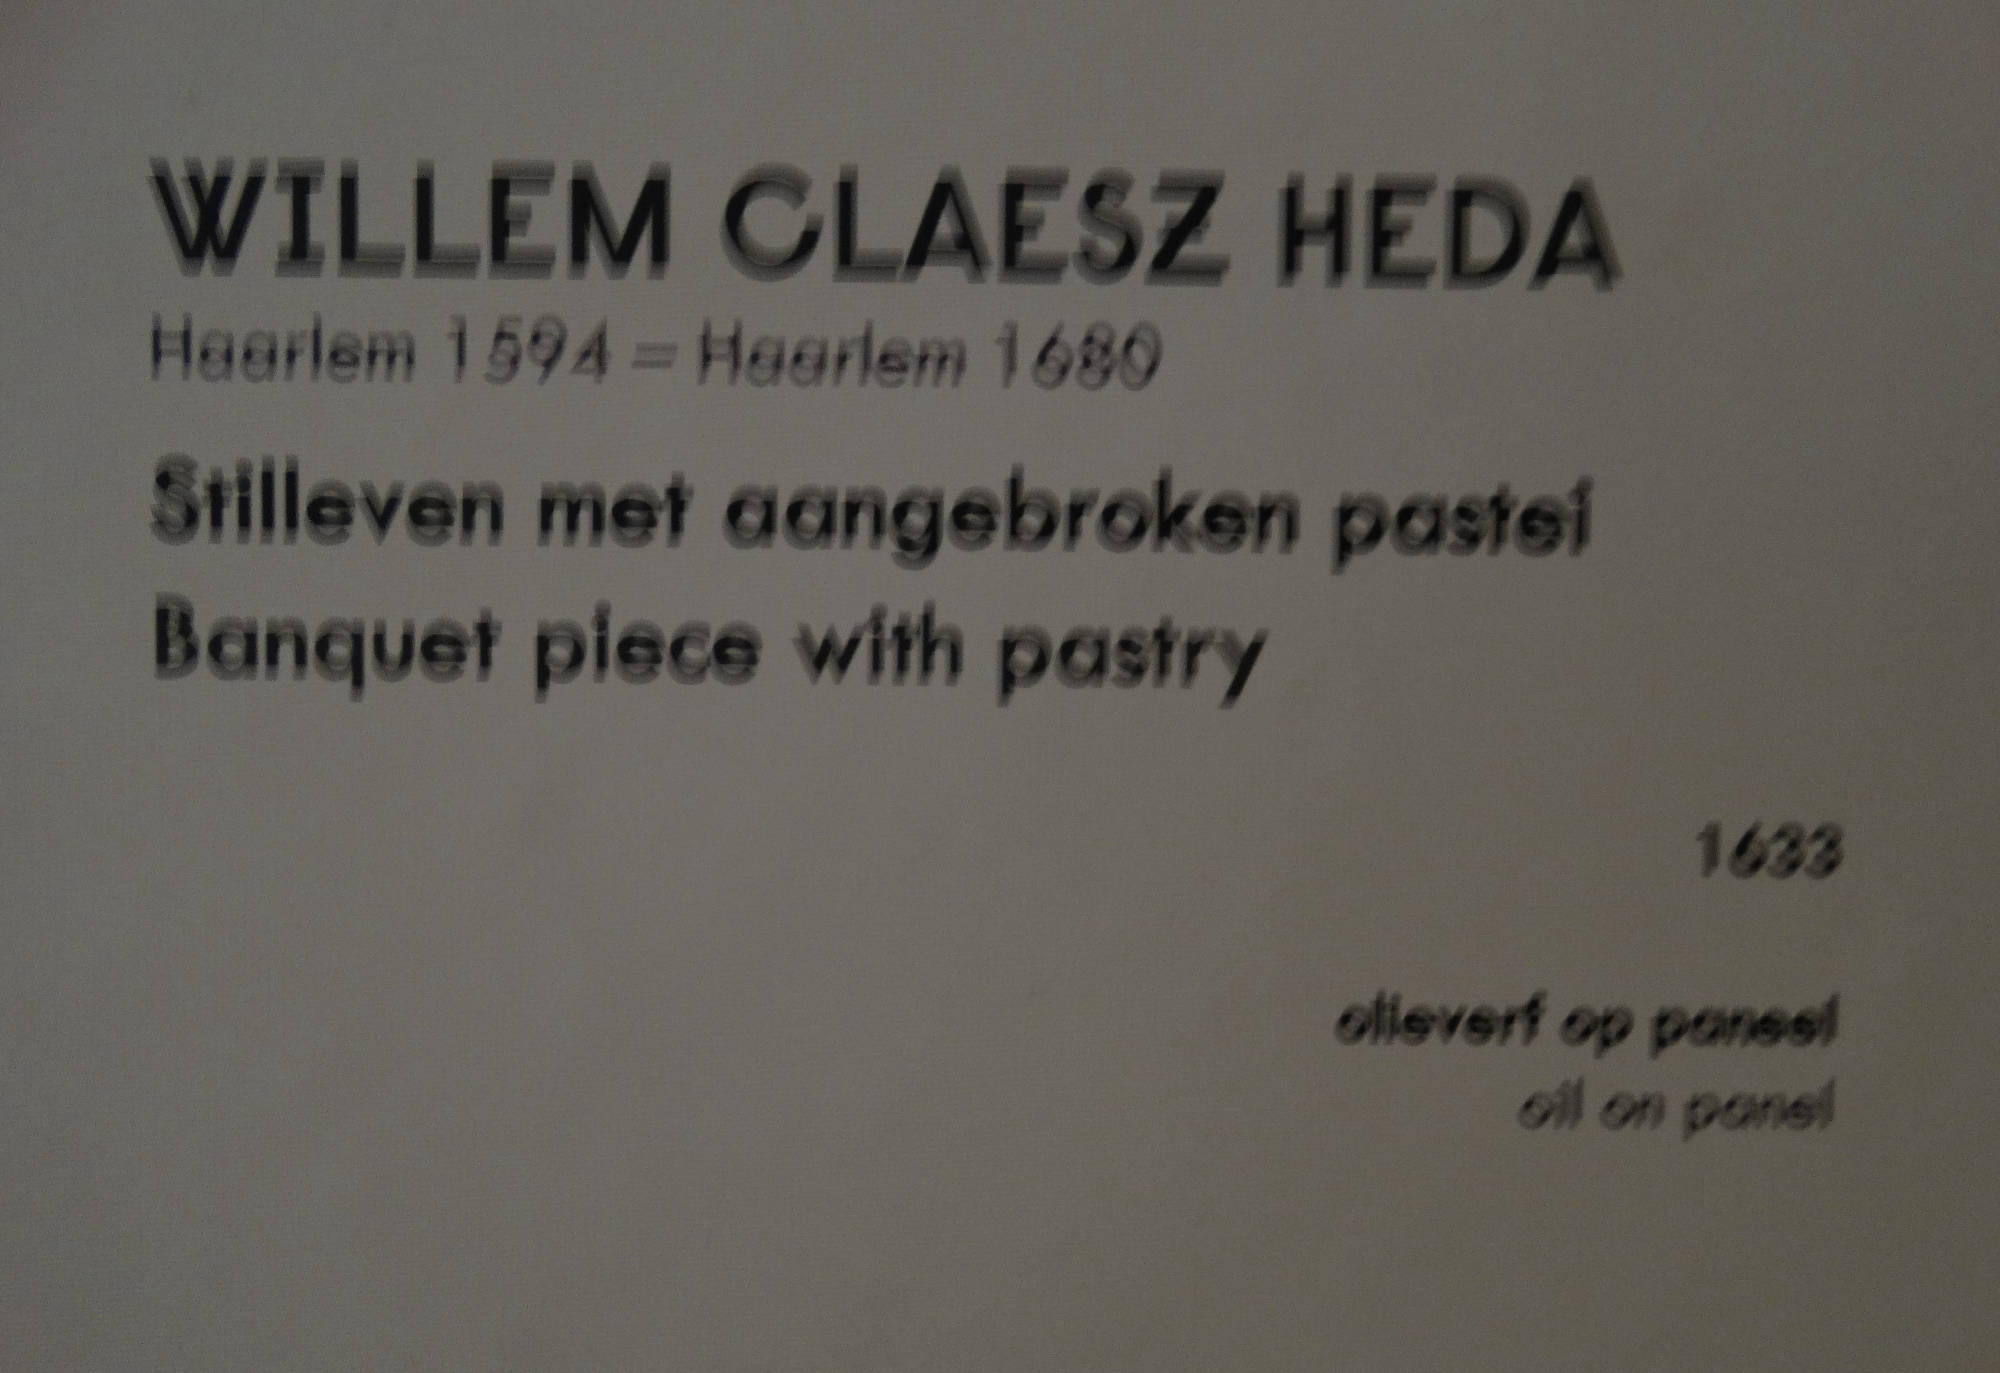 WILLEM CLAESZ HEDA
Haarlem 1594 – Haarlem 1680
Stilleven met aangebroken pastei
Banquet piece with pastry
1633
olieverf op paneel
oil on panel